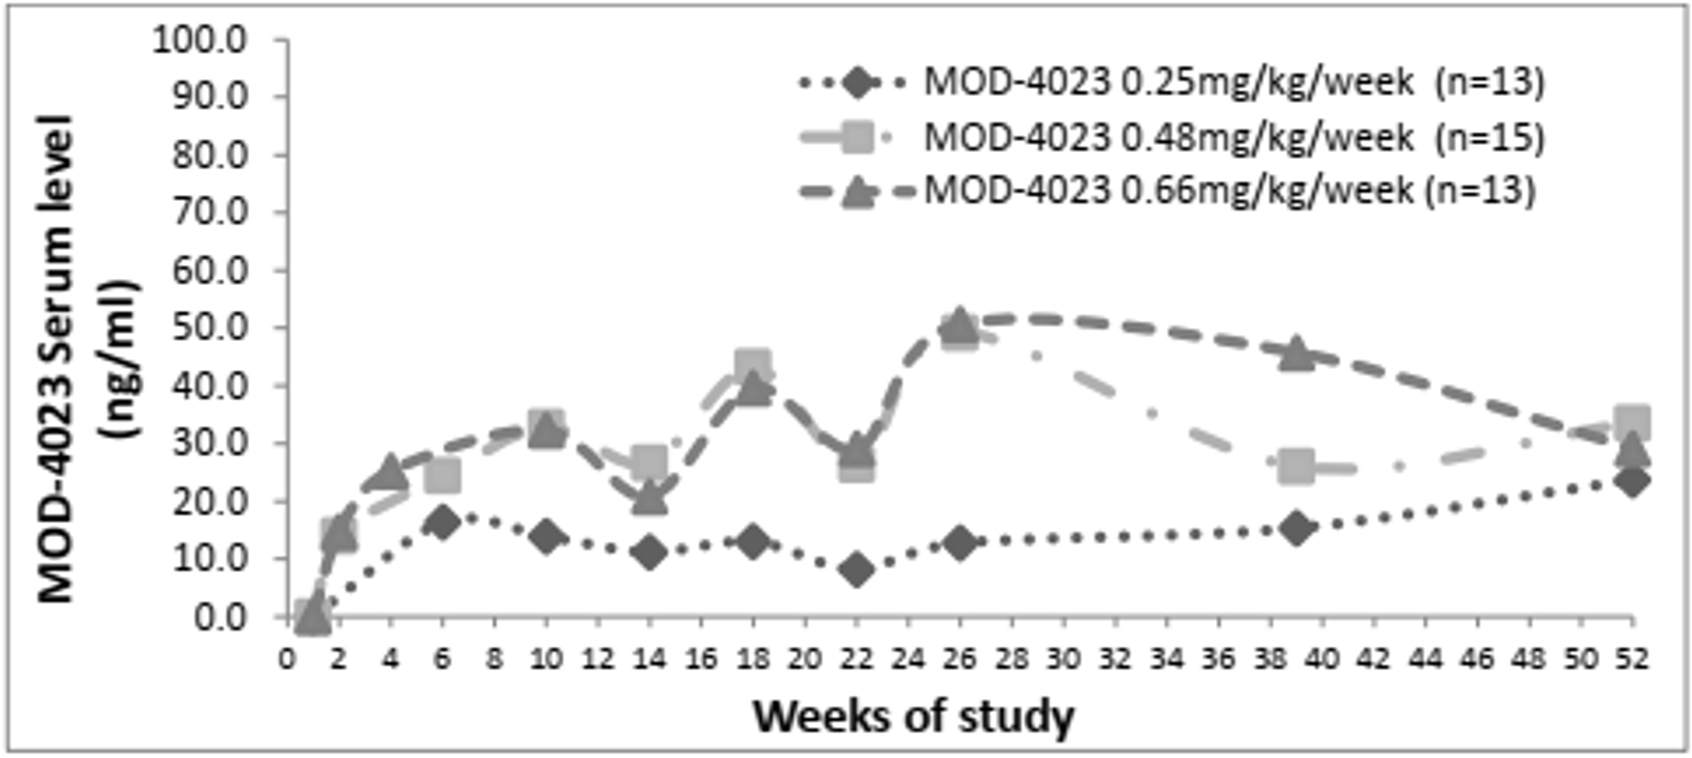 MOD-4023 Serum level
(ng/ml)
100.0
90.0
80.0
70.0
60.0
50.0
40.0
30.0
20.0
10.0
0.0
MOD-4023 0.25mg/kg/week (n=13)
MOD-4023 0.48mg/kg/week (n=15)
MOD-4023 0.66mg/kg/week (n=13)
0 2 4 6 8 10 12 14 16 18 20 22 24 26 28 30 32 34 36 38 40 42 44 46 48 50 52
Weeks of study